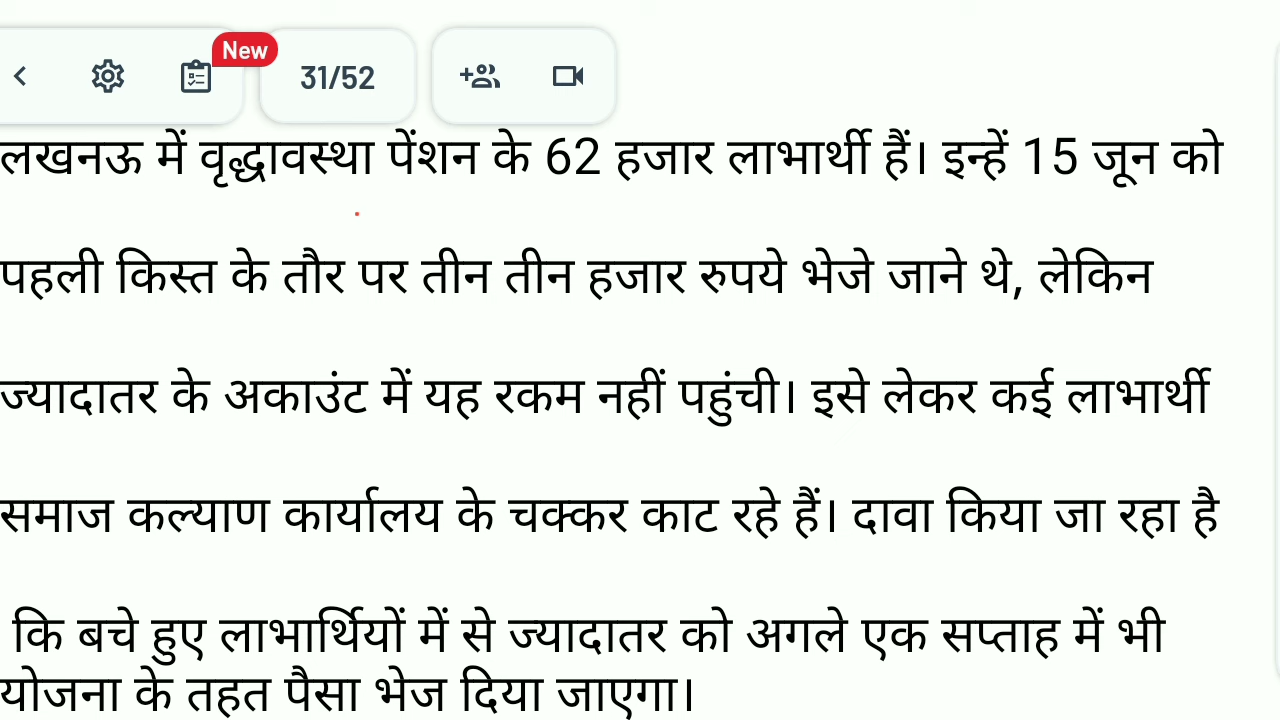 New
31/52
लखनऊ में वृद्धावस्था पेंशन के 62 हजार लाभार्थी हैं। इन्हें 15 जून को
पहली किस्त के तौर पर तीन तीन हजार रुपये भेजे जाने थे, लेकिन
ज्यादातर के अकाउंट में यह रकम नहीं पहुंची। इसे लेकर कई लाभार्थी
समाज कल्याण कार्यालय के चक्कर काट रहे हैं। दावा किया जा रहा है
कि बचे हुए लाभार्थियों में से ज्यादातर को अगले एक सप्ताह में भी
योजना के तहत पैसा भेज दिया जाएगा।